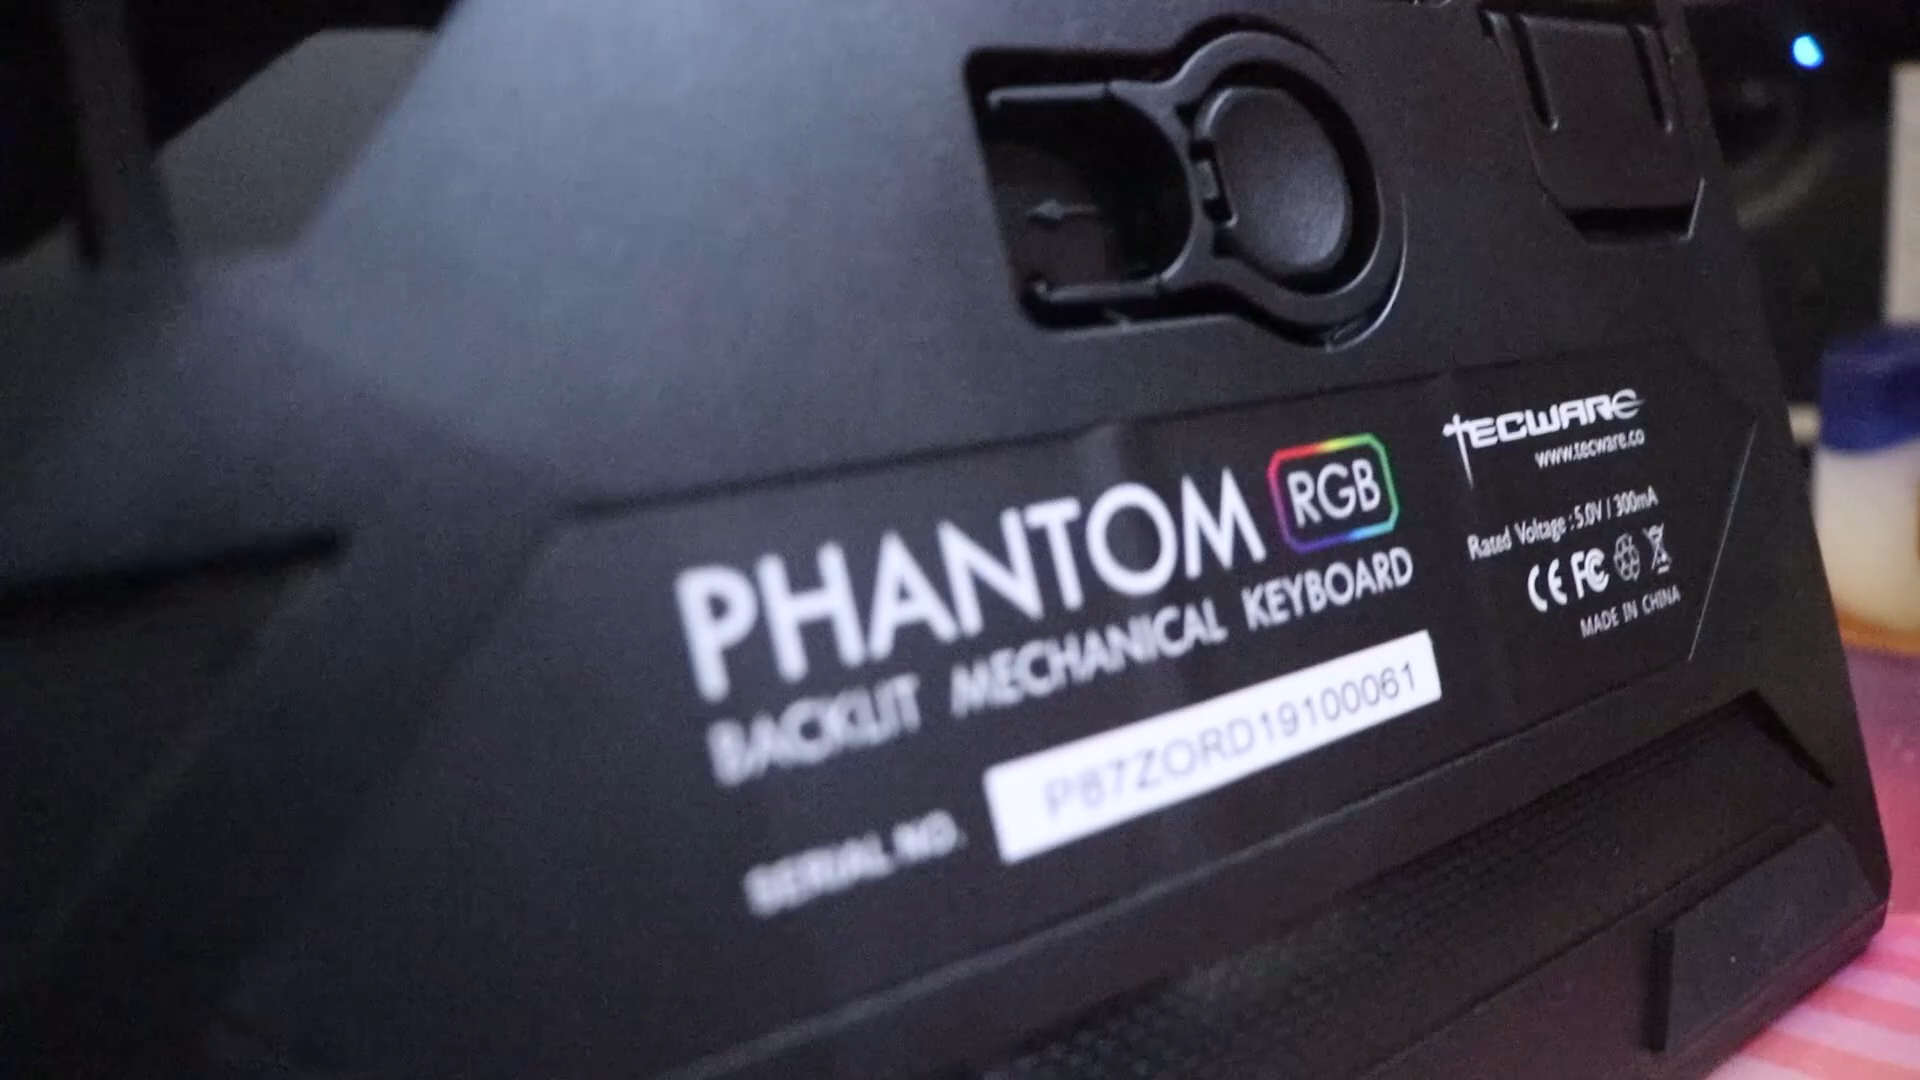 PHANTOM RGB
BACKLIT MECHANICAL KEYBOARD
SERIAL NO. P87ZORD19100061
TECWARE
www.tecware.co
Rated Voltage : 5.0V / 300mA
CE FC
MADE IN CHINA